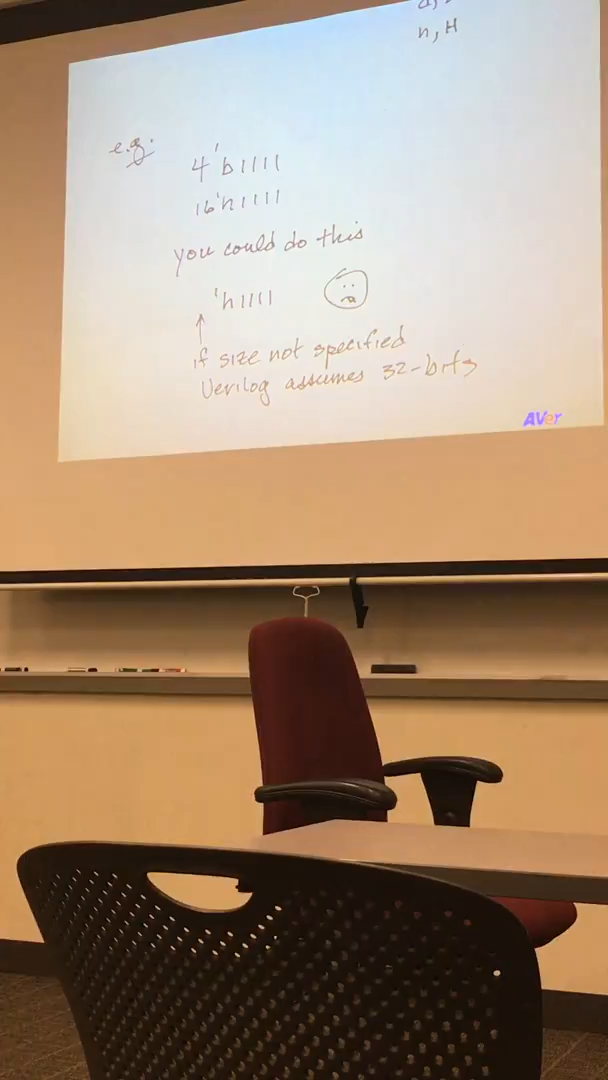 h, H
e.g.
4'b1111
16'h1111
you could do this
'h1111
if size not specified
Verilog assumes 32-bits
AVer